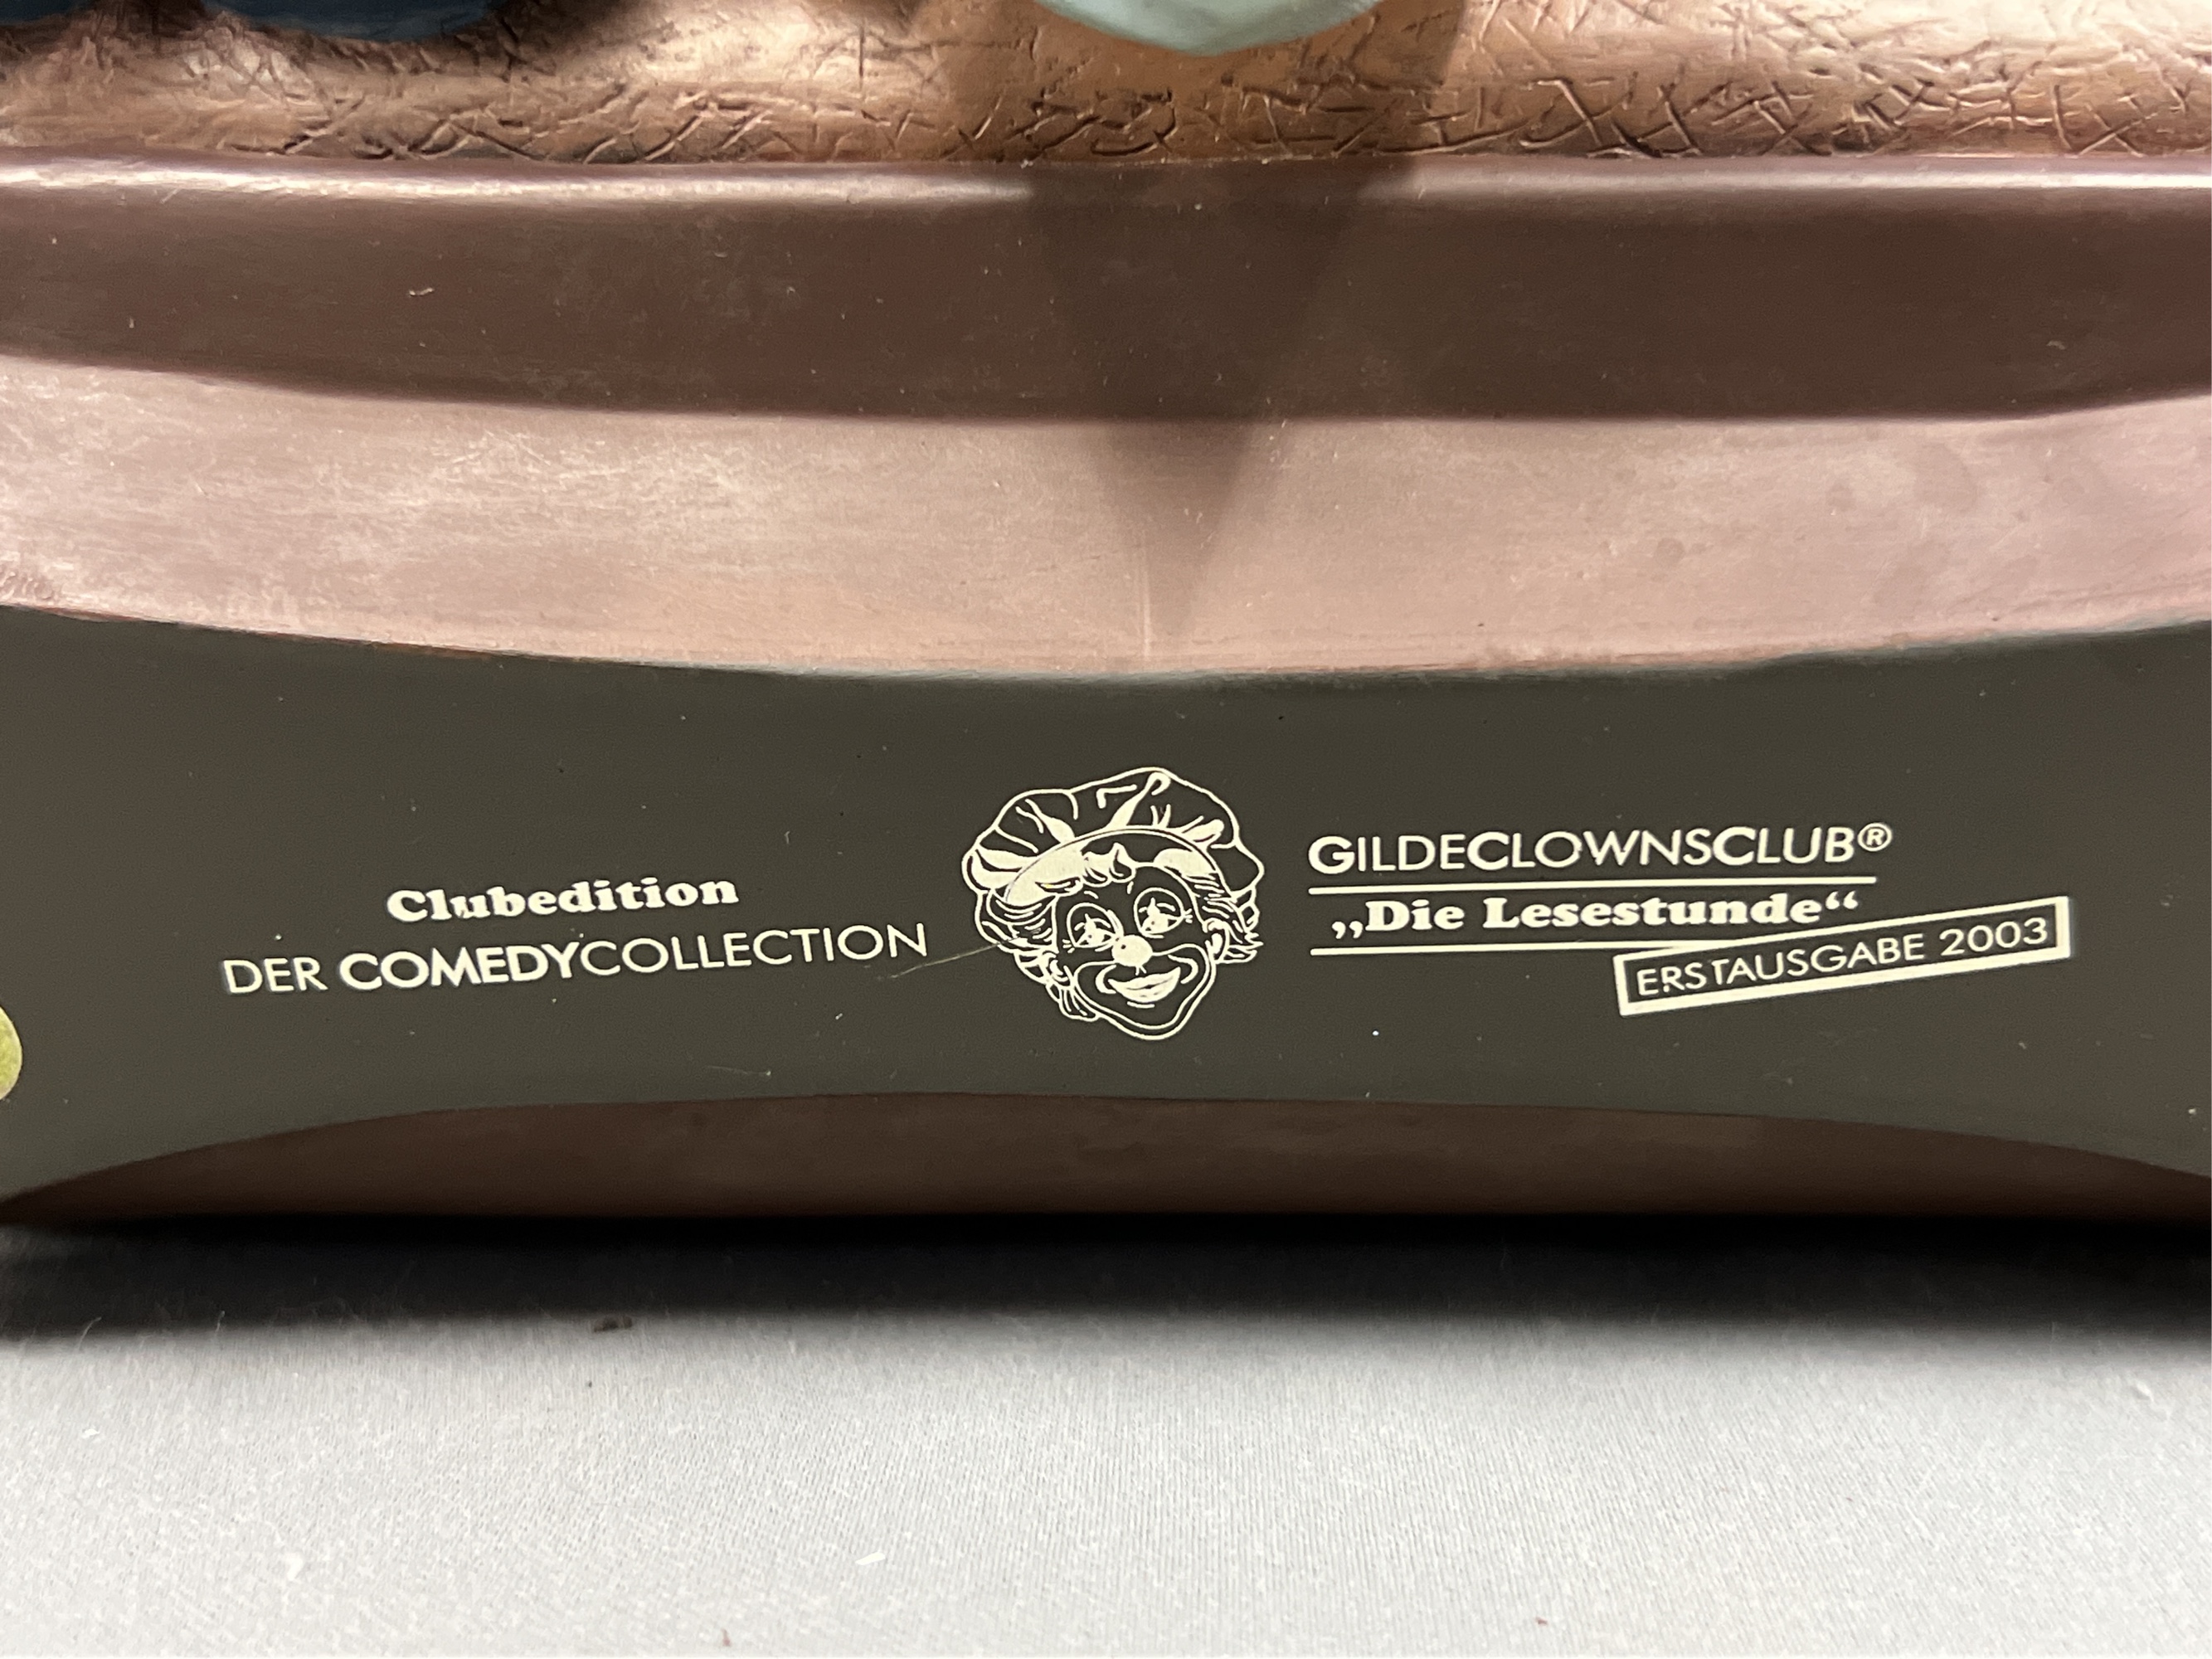 Clubedition
DER COMEDYCOLLECTION
GILDECLOWNSCLUB®
„Die Lesestunde“
ERSTAUSGABE 2003